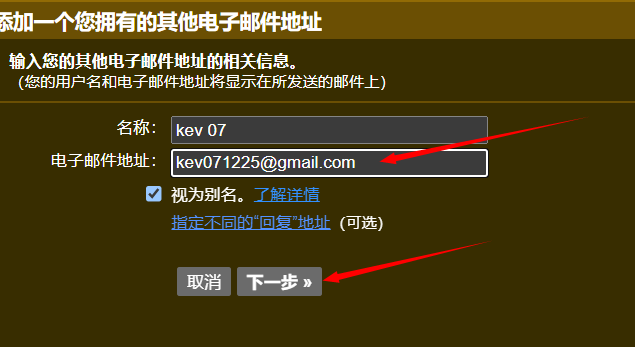 添加一个您拥有的其他电子邮件地址
输入您的其他电子邮件地址的相关信息。
（您的用户名和电子邮件地址将显示在所发送的邮件上）
名称： kev 07
电子邮件地址： kev071225@gmail.com
视为别名。了解详情
指定不同的“回复”地址（可选）
取消 下一步 »